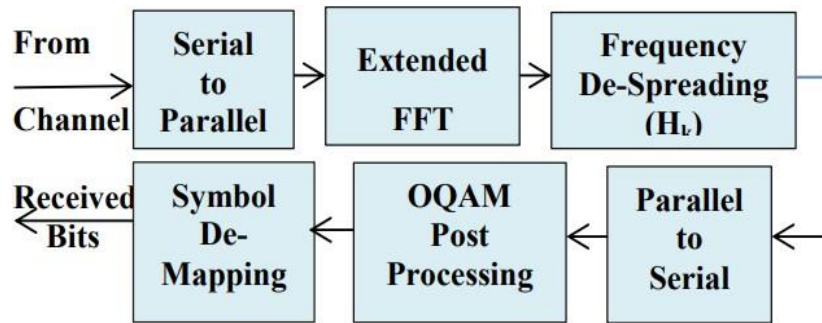 From
Channel
Serial
to
Parallel
Extended
FFT
Frequency
De-Spreading
(Hₖ)
Received
Bits
Symbol
De-
Mapping
OQAM
Post
Processing
Parallel
to
Serial